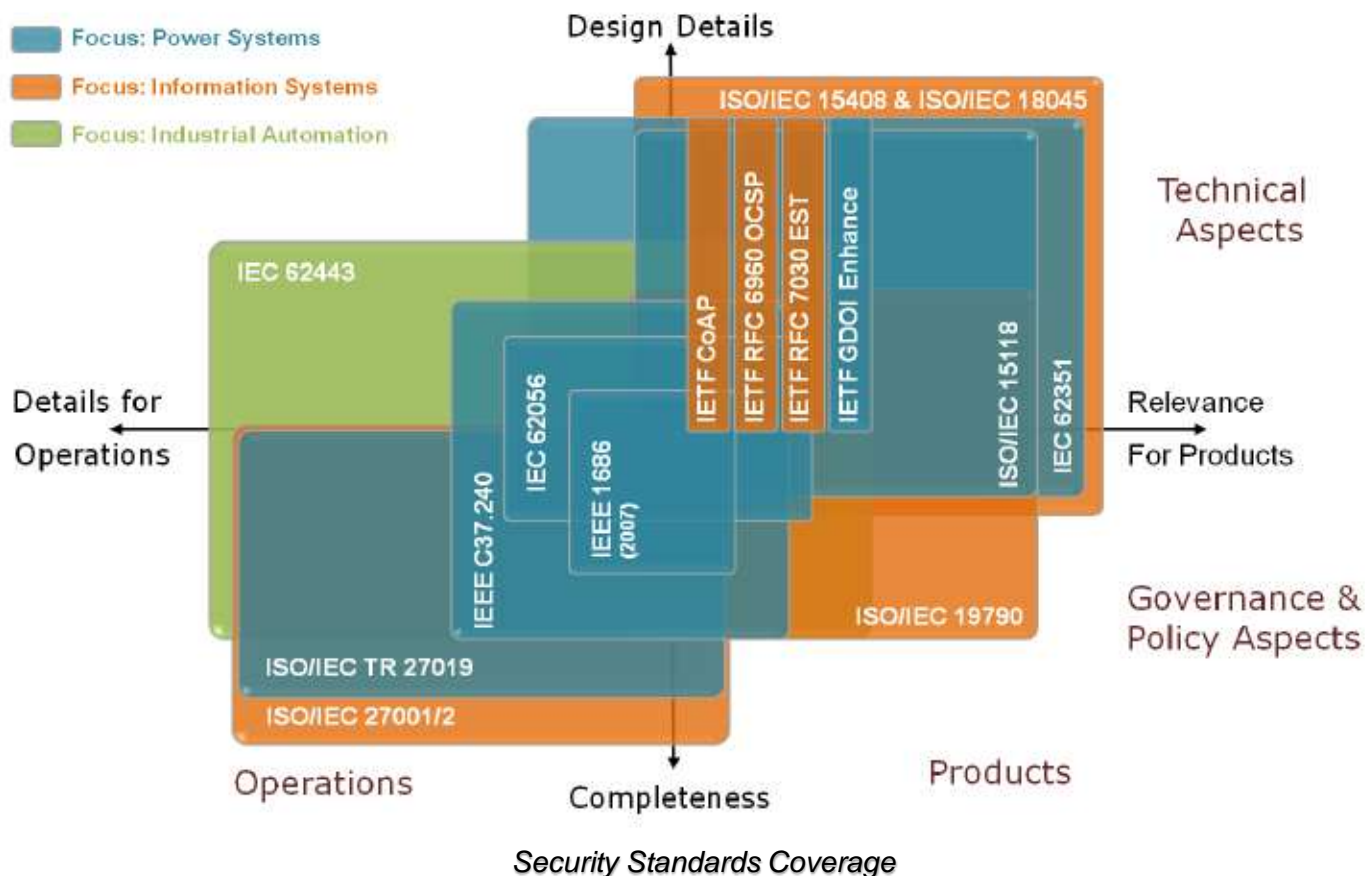 Focus: Power Systems
Focus: Information Systems
Focus: Industrial Automation
Design Details
ISO/IEC 15408 & ISO/IEC 18045
Technical
Aspects
IEC 62443
IETF CoAP
IETF RFC 6960 OCSP
IETF RFC 7030 EST
IETF GDOI Enhance
ISO/IEC 15118
IEC 62351
Details for
Operations
Relevance
For Products
IEC 62056
IEEE 1686
(2007)
IEEE C37.240
ISO/IEC 19790
Governance &
Policy Aspects
ISO/IEC TR 27019
ISO/IEC 27001/2
Operations
Completeness
Products
Security Standards Coverage